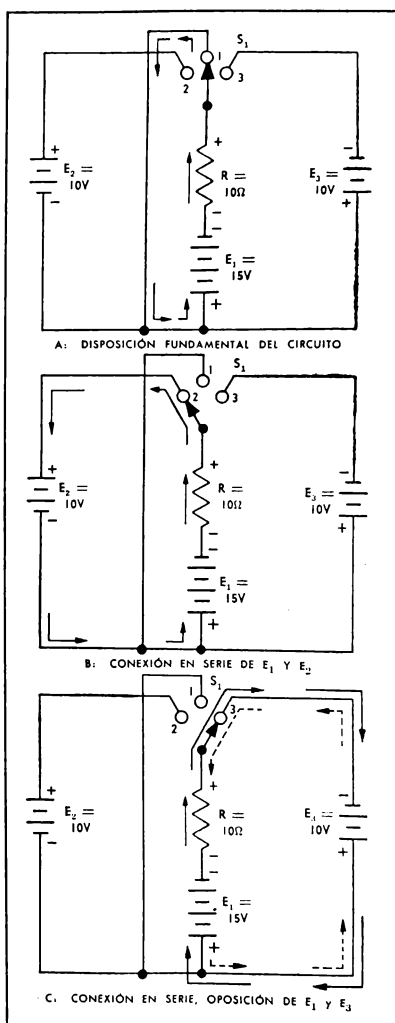 S₁
1
2
3
+
E₂ =
10V
-
+
R =
10Ω
-
-
E₁ =
15V
+
-
E₃ =
10V
+
A: DISPOSICIÓN FUNDAMENTAL DEL CIRCUITO
S₁
1
2
3
+
E₂ =
10V
-
+
R =
10Ω
-
-
E₁ =
15V
+
-
E₃ =
10V
+
B: CONEXIÓN EN SERIE DE E₁ Y E₂
S₁
1
2
3
+
E₂ =
10V
-
+
R =
10Ω
-
-
E₁ =
15V
+
-
E₃ =
10V
+
C. CONEXIÓN EN SERIE, OPOSICIÓN DE E₁ y E₃